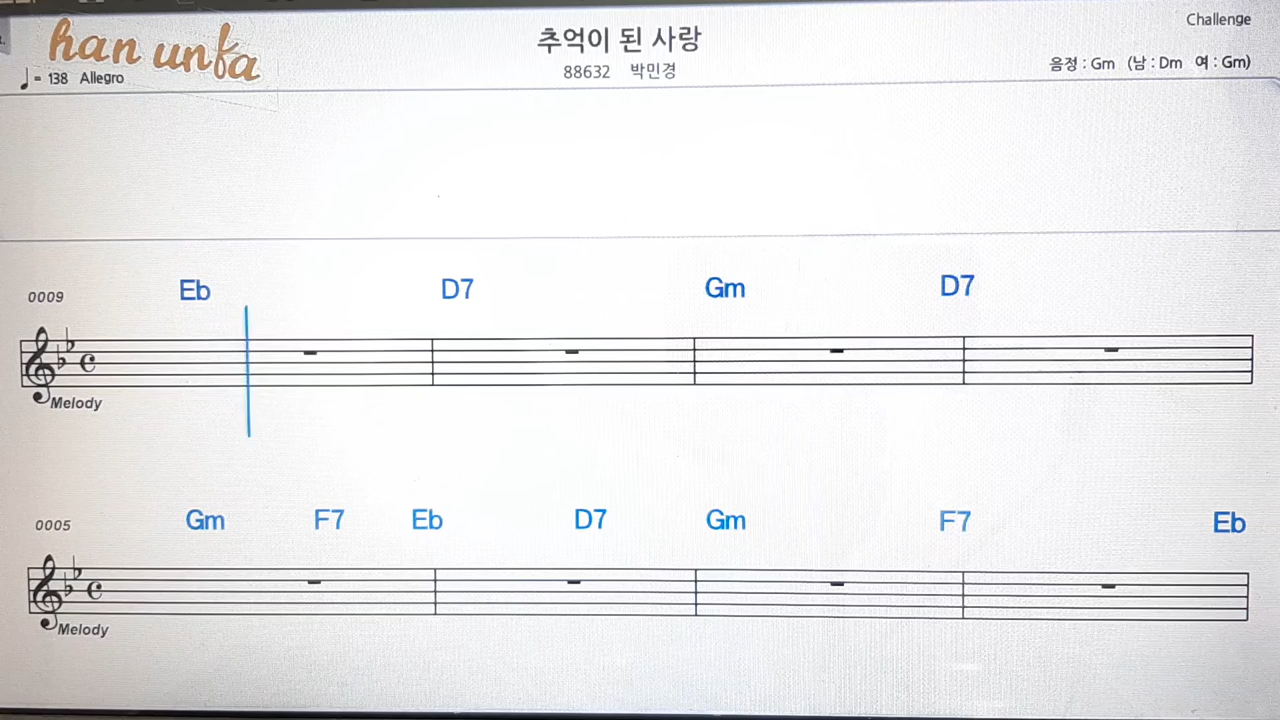 Challenge
han unfa
추억이 된 사랑
♩= 138 Allegro
88632 박민경
음정 : Gm (남 : Dm 여 : Gm)
0009 Eb D7 Gm D7
Melody
0005 Gm F7 Eb D7 Gm F7 Eb
Melody